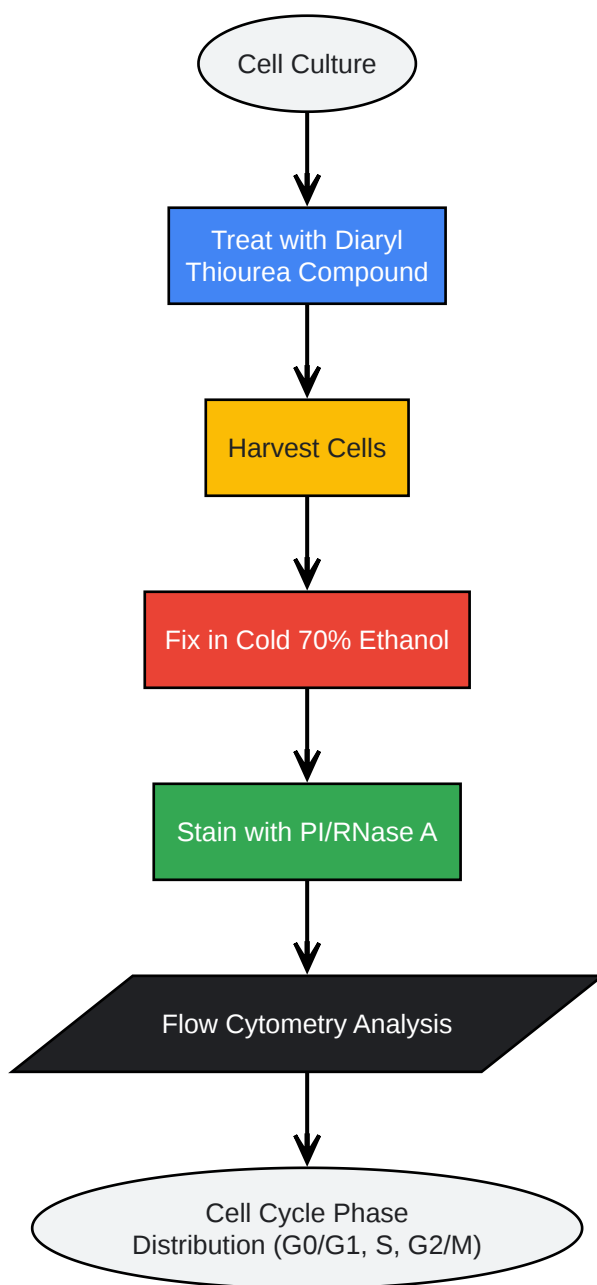 Cell Culture
Treat with Diaryl
Thiourea Compound
Harvest Cells
Fix in Cold 70% Ethanol
Stain with PI/RNase A
Flow Cytometry Analysis
Cell Cycle Phase
Distribution (G0/G1, S, G2/M)